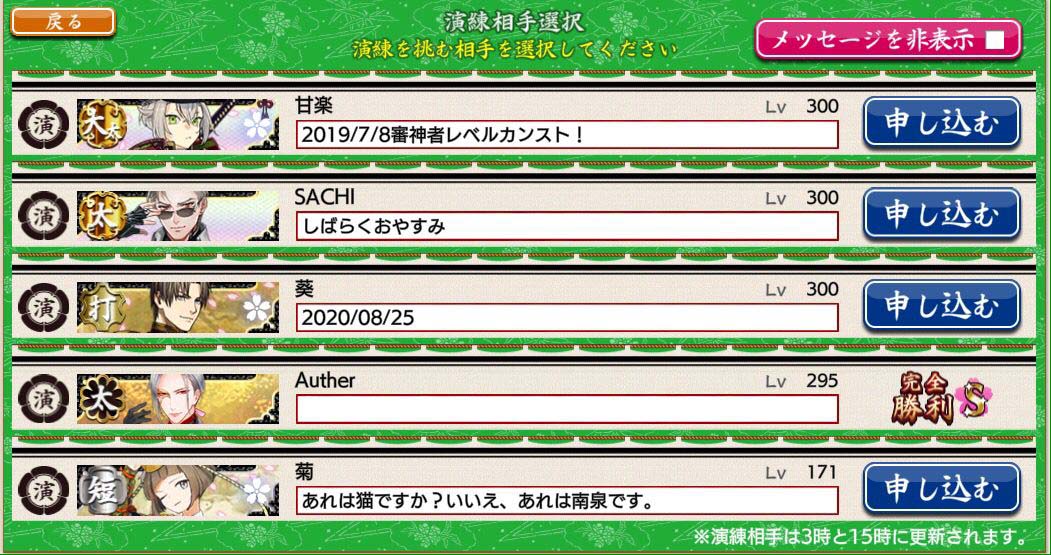 戻る
演練相手選択
演練を挑む相手を選択してください
メッセージを非表示
演
大太
甘楽
Lv 300
2019/7/8審神者レベルカンスト！
申し込む
演
太
SACHI
Lv 300
しばらくおやすみ
申し込む
演
打
葵
Lv 300
2020/08/25
申し込む
演
太
Auther
Lv 295
完全
勝利S
演
短
菊
Lv 171
あれは猫ですか？いいえ、あれは南泉です。
申し込む
※演練相手は3時と15時に更新されます。